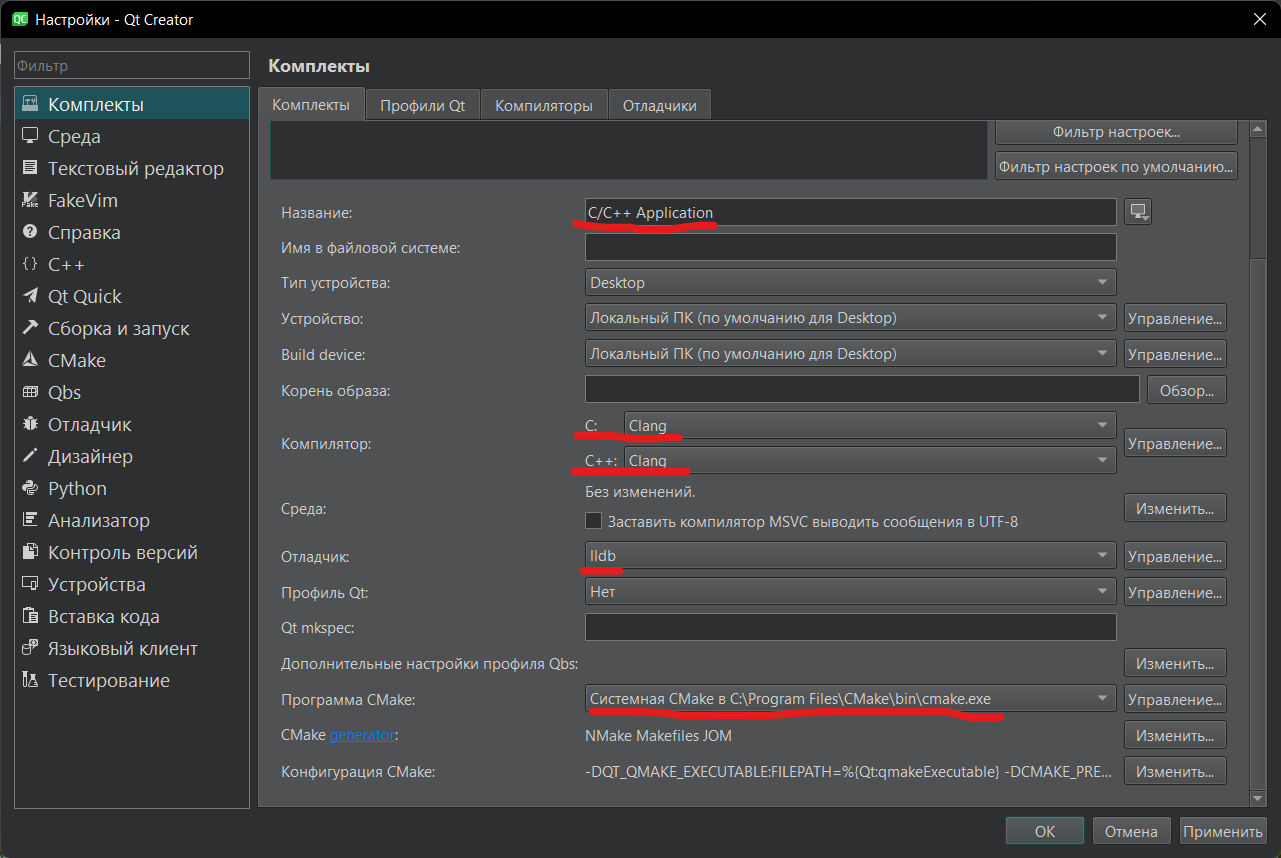 Настройки - Qt Creator
Фильтр
Комплекты
Среда
Текстовый редактор
FakeVim
Справка
C++
Qt Quick
Сборка и запуск
CMake
Qbs
Отладчик
Дизайнер
Python
Анализатор
Контроль версий
Устройства
Вставка кода
Языковый клиент
Тестирование
Комплекты
Комплекты Профили Qt Компиляторы Отладчики
Фильтр настроек...
Фильтр настроек по умолчанию...
Название: C/C++ Application
Имя в файловой системе:
Тип устройства: Desktop
Устройство: Локальный ПК (по умолчанию для Desktop) Управление...
Build device: Локальный ПК (по умолчанию для Desktop) Управление...
Корень образа: Обзор...
Компилятор: C: Clang Управление...
C++: Clang
Среда: Без изменений. Изменить...
Заставить компилятор MSVC выводить сообщения в UTF-8
Отладчик: lldb Управление...
Профиль Qt: Нет Управление...
Qt mkspec:
Дополнительные настройки профиля Qbs: Изменить...
Программа CMake: Системная CMake в C:\Program Files\CMake\bin\cmake.exe Управление...
CMake generator: NMake Makefiles JOM Изменить...
Конфигурация CMake: -DQT_QMAKE_EXECUTABLE:FILEPATH=%{Qt:qmakeExecutable} -DCMAKE_PRE... Изменить...
OK Отмена Применить